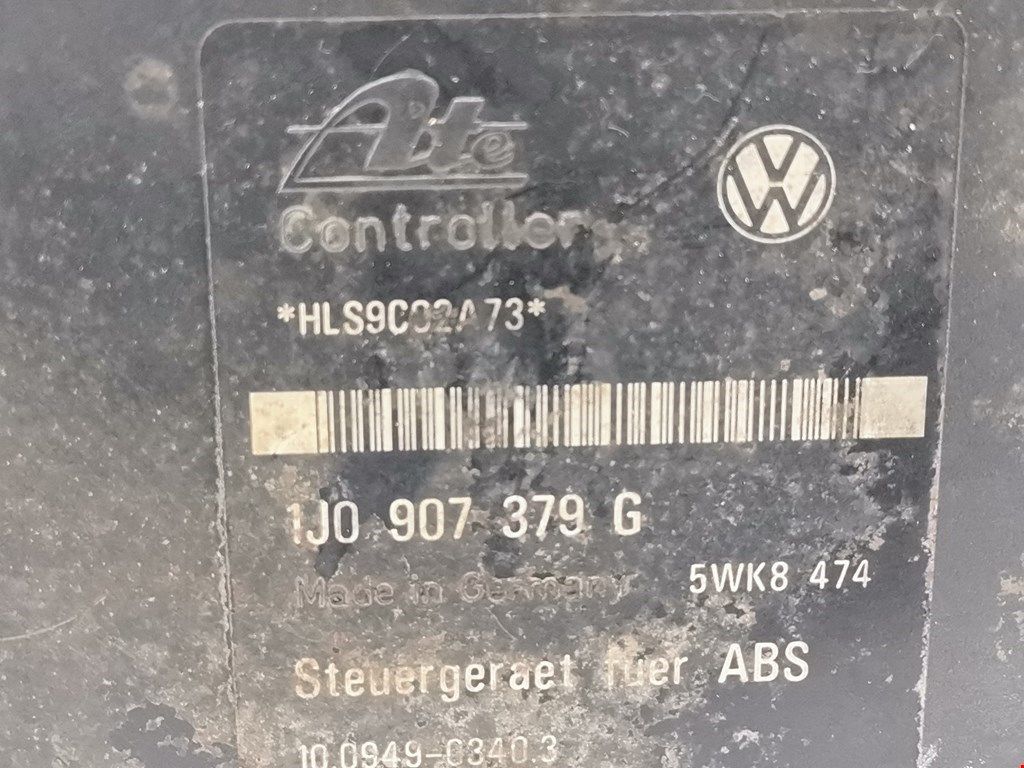 Ate
Controller
*HLS9C02A73*
1J0 907 379 G
Made in Germany
5WK8 474
Steuergeraet fuer ABS
10.0949-0340.3